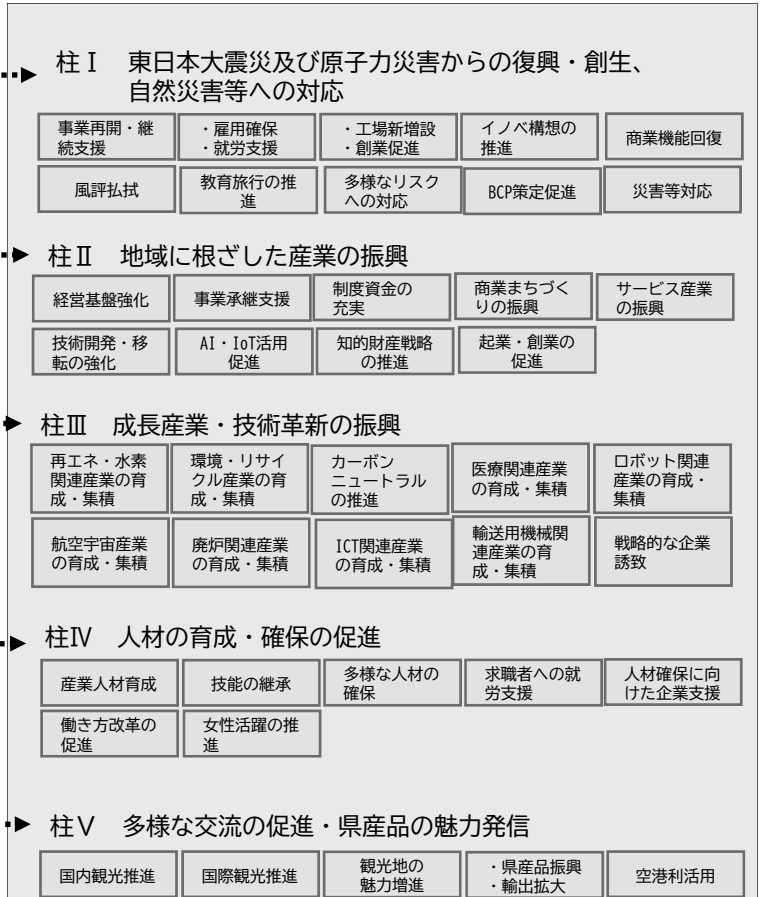 柱Ⅰ 東日本大震災及び原子力災害からの復興・創生、
自然災害等への対応
事業再開・継
続支援
・雇用確保
・就労支援
・工場新増設
・創業促進
イノベ構想の
推進
商業機能回復
風評払拭
教育旅行の推
進
多様なリスク
への対応
BCP策定促進
災害等対応
柱Ⅱ 地域に根ざした産業の振興
経営基盤強化
事業承継支援
制度資金の
充実
商業まちづく
りの振興
サービス産業
の振興
技術開発・移
転の強化
AI・IoT活用
促進
知的財産戦略
の推進
起業・創業の
促進
柱Ⅲ 成長産業・技術革新の振興
再エネ・水素
関連産業の育
成・集積
環境・リサイ
クル産業の育
成・集積
カーボン
ニュートラル
の推進
医療関連産業
の育成・集積
ロボット関連
産業の育成・
集積
航空宇宙産業
の育成・集積
廃炉関連産業
の育成・集積
ICT関連産業
の育成・集積
輸送用機械関
連産業の育
成・集積
戦略的な企業
誘致
柱Ⅳ 人材の育成・確保の促進
産業人材育成
技能の継承
多様な人材の
確保
求職者への就
労支援
人材確保に向
けた企業支援
働き方改革の
促進
女性活躍の推
進
柱Ⅴ 多様な交流の促進・県産品の魅力発信
国内観光推進
国際観光推進
観光地の
魅力増進
・県産品振興
・輸出拡大
空港利活用